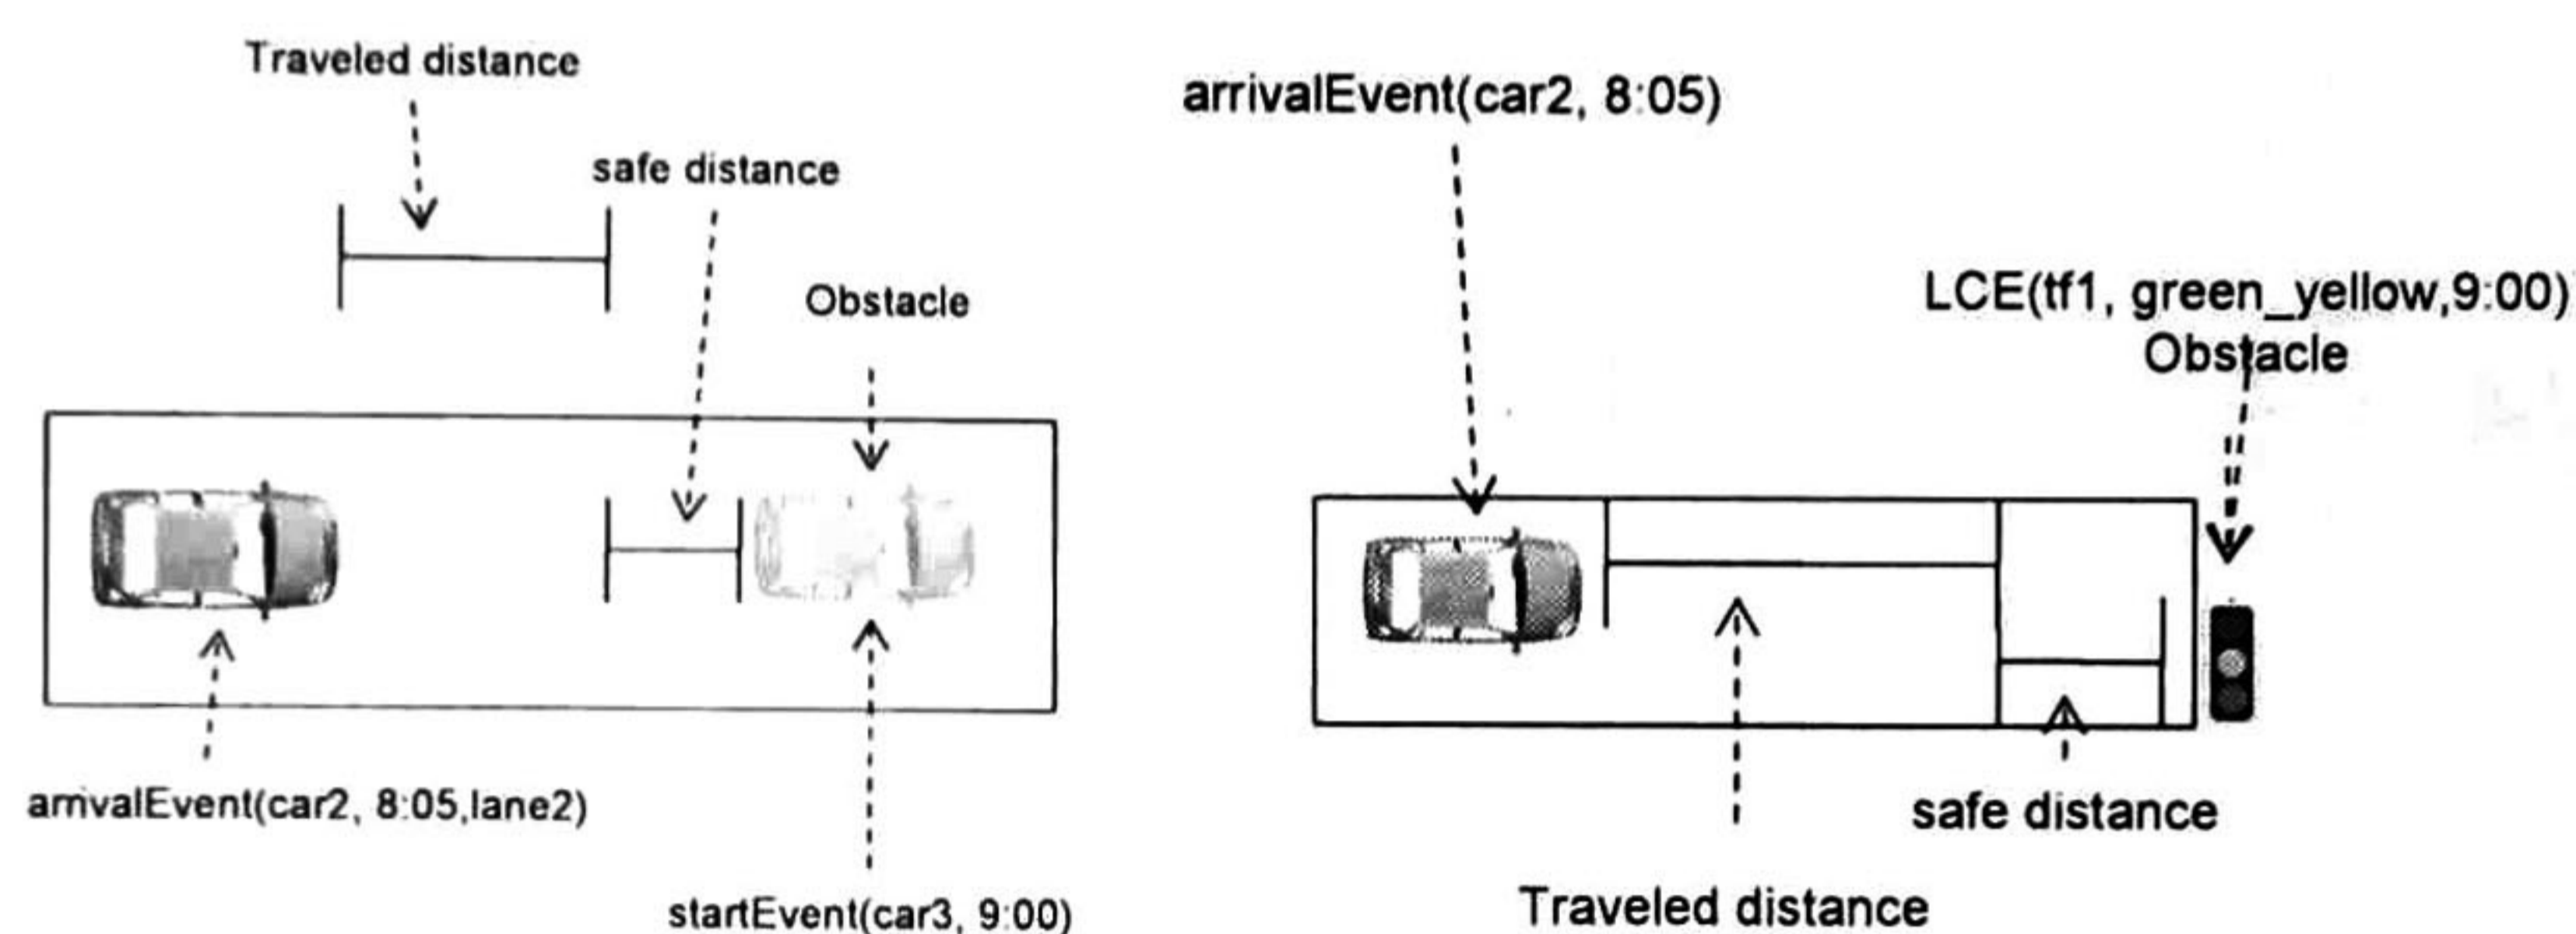 Traveled distance
safe distance
Obstacle
arrivalEvent(car2, 8:05,lane2)
startEvent(car3, 9:00)
arrivalEvent(car2, 8:05)
LCE(tf1, green_yellow,9:00)
Obstacle
safe distance
Traveled distance